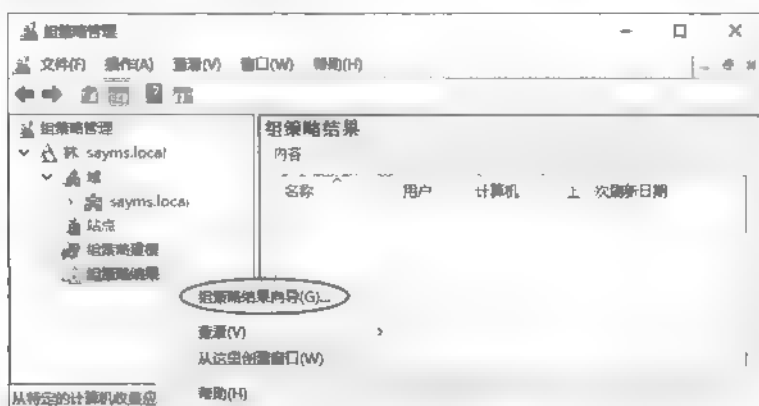 组策略管理
文件(F) 操作(A) 查看(V) 窗口(W) 帮助(H)
组策略管理
林 sayms.local
域
sayms.local
站点
组策略建模
组策略结果
组策略结果
内容
名称 用户 计算机 上次刷新日期
组策略结果向导(G)...
查看(V)
从这里创建窗口(W)
帮助(H)
从特定的计算机收集应